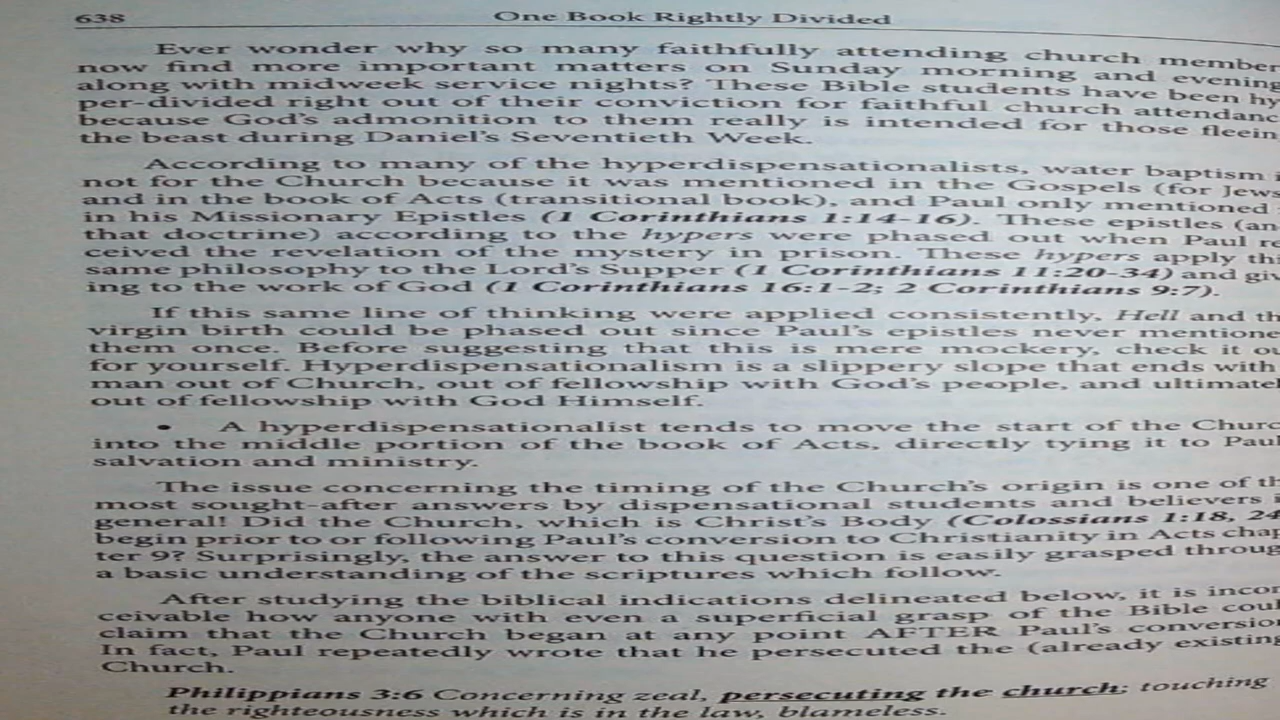 638 One Book Rightly Divided
Ever wonder why so many faithfully attending church member
now find more important matters on Sunday morning and evening
along with midweek service nights? These Bible students have been hy
per-divided right out of their conviction for faithful church attendanc
because God's admonition to them really is intended for those fleein
the beast during Daniel's Seventieth Week.
According to many of the hyperdispensationalists, water baptism i
not for the Church because it was mentioned in the Gospels (for Jews
and in the book of Acts (transitional book), and Paul only mentioned
in his Missionary Epistles (1 Corinthians 1:14-16). These epistles (an
that doctrine) according to the hypers were phased out when Paul re
ceived the revelation of the mystery in prison. These hypers apply thi
same philosophy to the Lord's Supper (1 Corinthians 11:20-34) and giv
ing to the work of God (1 Corinthians 16:1-2; 2 Corinthians 9:7).
If this same line of thinking were applied consistently, Hell and th
virgin birth could be phased out since Paul's epistles never mentione
them once. Before suggesting that this is mere mockery, check it ou
for yourself. Hyperdispensationalism is a slippery slope that ends with
man out of Church, out of fellowship with God's people, and ultimatel
out of fellowship with God Himself.
• A hyperdispensationalist tends to move the start of the Churc
into the middle portion of the book of Acts, directly tying it to Paul
salvation and ministry.
The issue concerning the timing of the Church's origin is one of th
most sought-after answers by dispensational students and believers i
general! Did the Church, which is Christ's Body (Colossians 1:18, 24
begin prior to or following Paul's conversion to Christianity in Acts chap
ter 9? Surprisingly, the answer to this question is easily grasped throug
a basic understanding of the scriptures which follow.
After studying the biblical indications delineated below, it is incon
ceivable how anyone with even a superficial grasp of the Bible coul
claim that the Church began at any point AFTER Paul's conversion
In fact, Paul repeatedly wrote that he persecuted the (already existing
Church.
Philippians 3:6 Concerning zeal, persecuting the church; touching
the righteousness which is in the law, blameless.